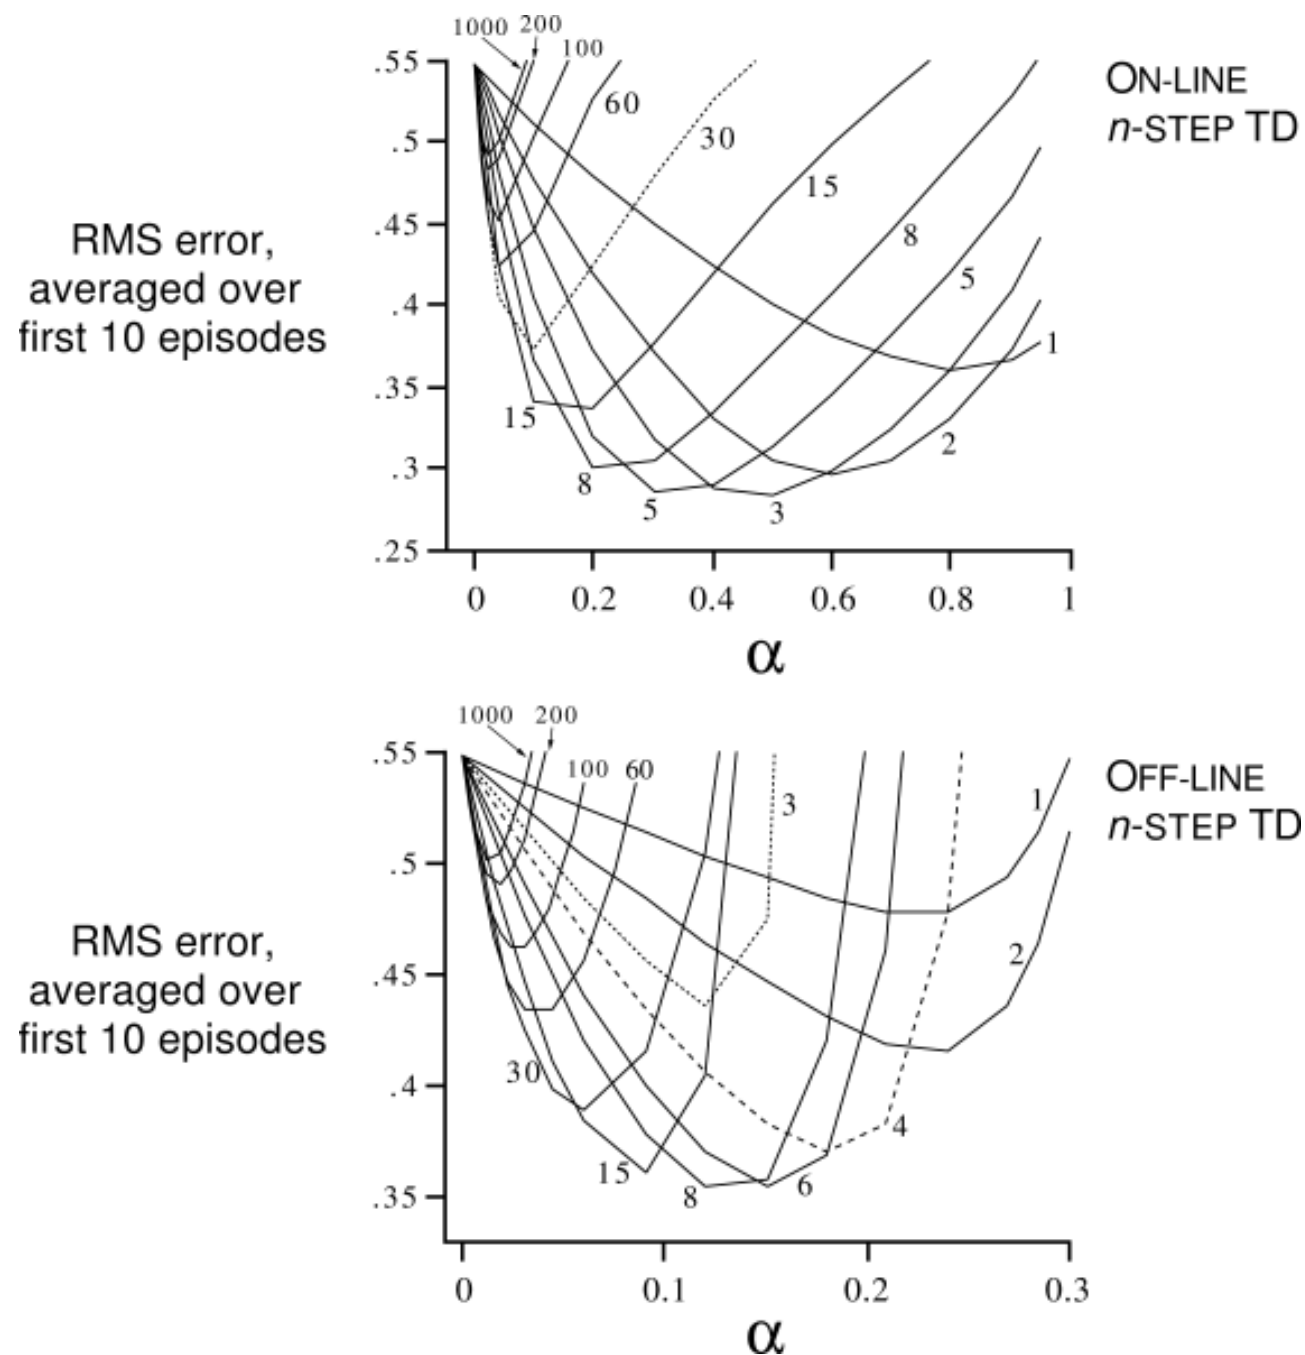 1000 200
100
.55
60
30
.5
15
.45
8
5
.4
1
.35
15
2
.3
8
5
3
.25
0 0.2 0.4 0.6 0.8 1
α
RMS error,
averaged over
first 10 episodes
ON-LINE
n-STEP TD
1000 200
.55
100 60
3
1
.5
2
.45
30
.4
4
15
8
6
.35
0 0.1 0.2 0.3
α
RMS error,
averaged over
first 10 episodes
OFF-LINE
n-STEP TD